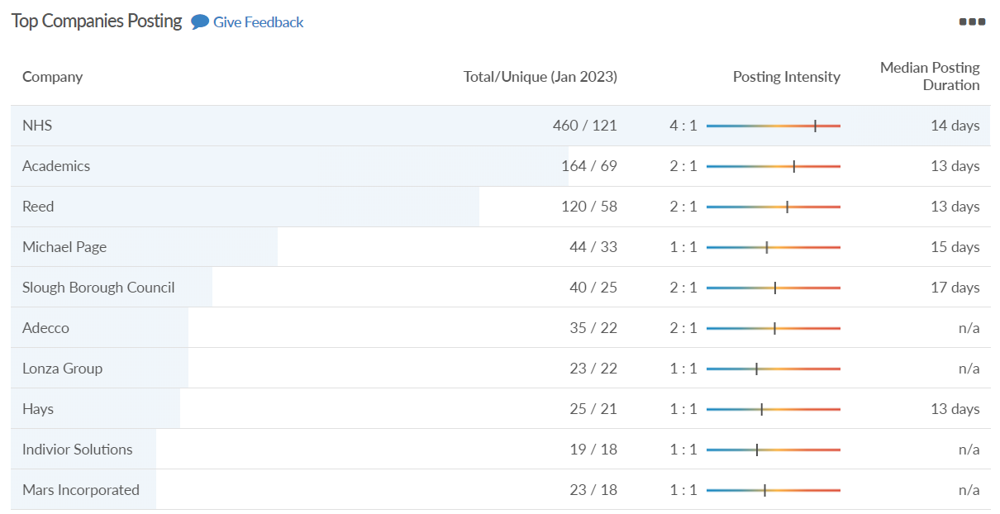 Top Companies Posting Give Feedback
Company Total/Unique (Jan 2023) Posting Intensity Median Posting Duration
NHS 460 / 121 4 : 1 14 days
Academics 164 / 69 2 : 1 13 days
Reed 120 / 58 2 : 1 13 days
Michael Page 44 / 33 1 : 1 15 days
Slough Borough Council 40 / 25 2 : 1 17 days
Adecco 35 / 22 2 : 1 n/a
Lonza Group 23 / 22 1 : 1 n/a
Hays 25 / 21 1 : 1 13 days
Indivior Solutions 19 / 18 1 : 1 n/a
Mars Incorporated 23 / 18 1 : 1 n/a